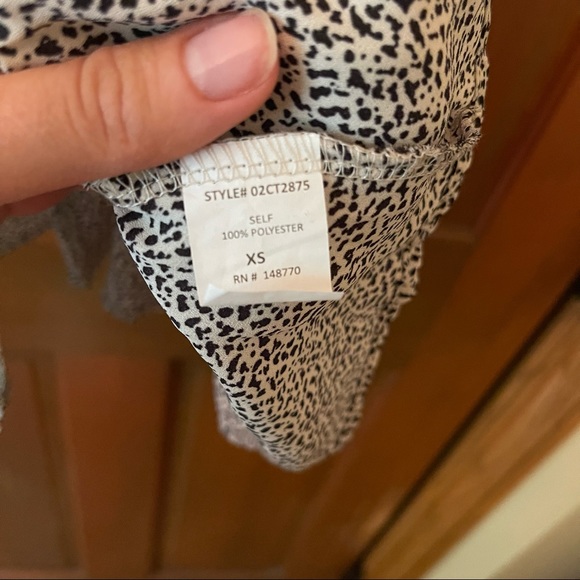 STYLE# 02CT2875
SELF
100% POLYESTER
XS
RN # 148770